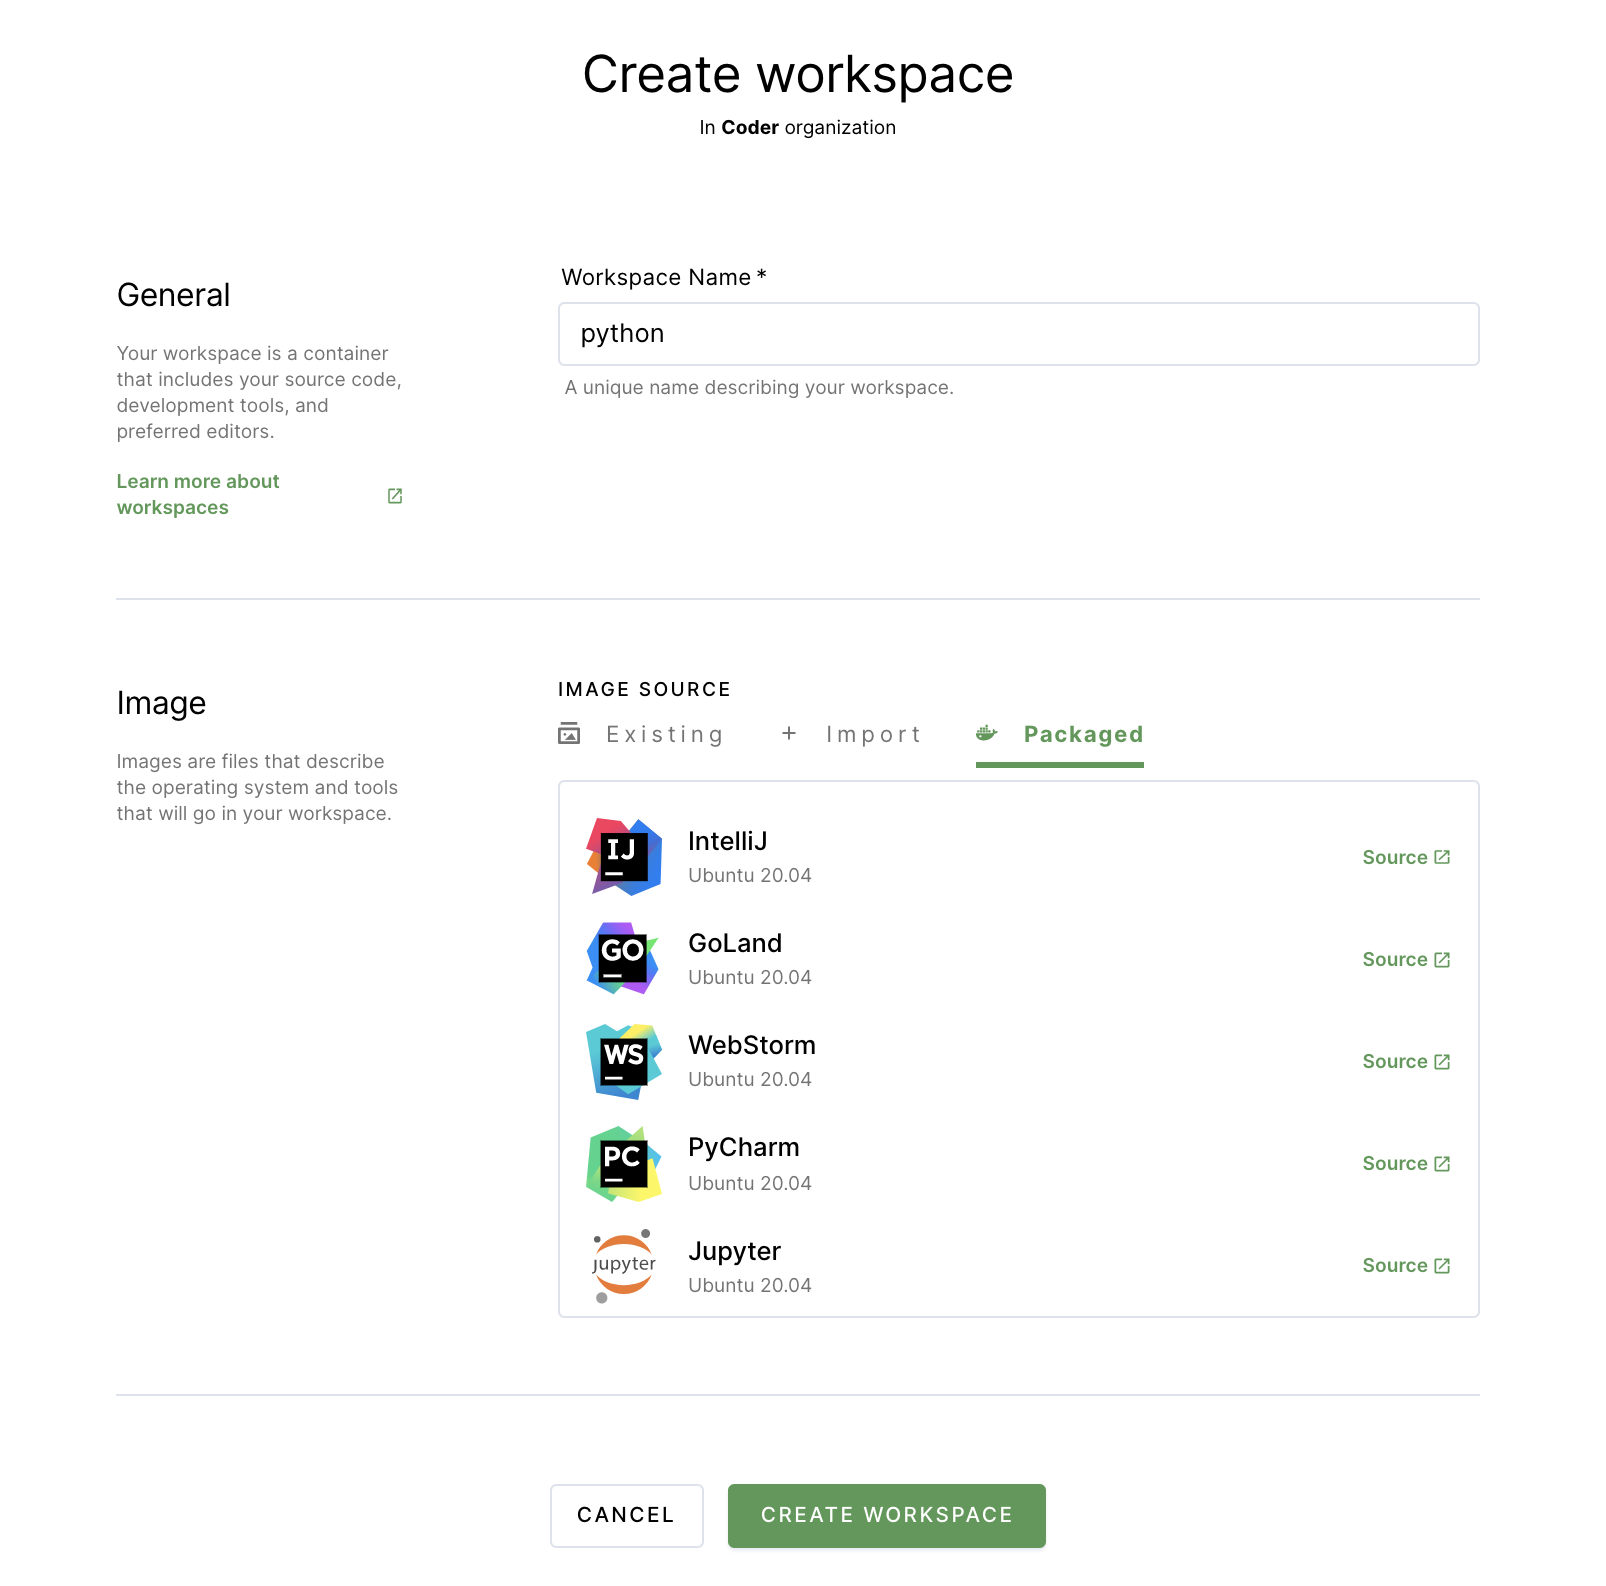 Create workspace
In Coder organization
General
Your workspace is a container
that includes your source code,
development tools, and
preferred editors.
Learn more about
workspaces
Workspace Name *
python
A unique name describing your workspace.
Image
Images are files that describe
the operating system and tools
that will go in your workspace.
IMAGE SOURCE
Existing
+ Import
Packaged
IJ
IntelliJ
Ubuntu 20.04
Source
GO
GoLand
Ubuntu 20.04
Source
WS
WebStorm
Ubuntu 20.04
Source
PC
PyCharm
Ubuntu 20.04
Source
jupyter
Jupyter
Ubuntu 20.04
Source
CANCEL
CREATE WORKSPACE